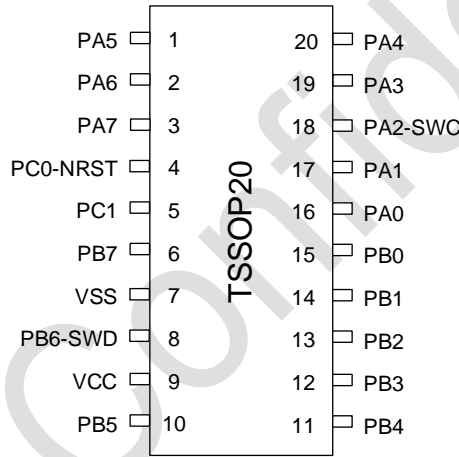 PA5 1 20 PA4
PA6 2 19 PA3
PA7 3 18 PA2-SWC
PC0-NRST 4 17 PA1
PC1 5 16 PA0
PB7 6 15 PB0
VSS 7 14 PB1
PB6-SWD 8 13 PB2
VCC 9 12 PB3
PB5 10 11 PB4
TSSOP20
Confide